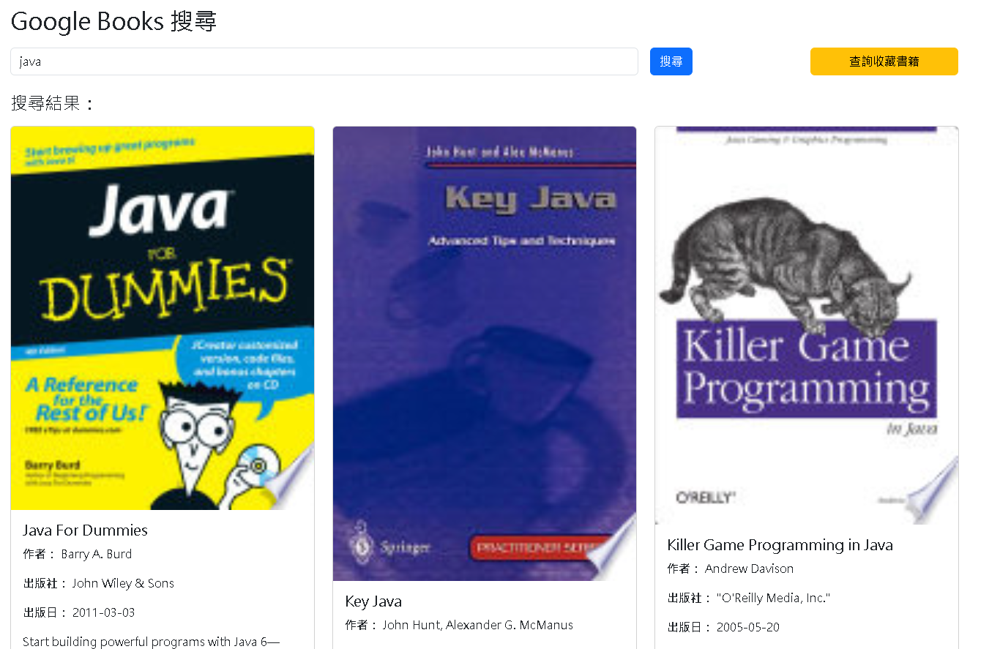 Google Books 搜尋
java
搜尋
查詢收藏書籍
搜尋結果：
Start brewing up great programs
with Java 6!
Java
FOR
DUMMIES
4th Edition
JCreator customized
version, code files,
and bonus chapters
on CD
A Reference
for the
Rest of Us!
FREE eTips at dummies.com
Barry Burd
Java For Dummies
作者： Barry A. Burd
出版社： John Wiley & Sons
出版日： 2011-03-03
Start building powerful programs with Java 6—
John Hunt and Alex McManus
Key Java
Advanced Tips and Techniques
Springer
PRACTITIONER SERIES
Key Java
作者： John Hunt, Alexander G. McManus
Java Gaming & Graphics Programming
Killer Game
Programming
in Java
O'REILLY
Killer Game Programming in Java
作者： Andrew Davison
出版社： "O'Reilly Media, Inc."
出版日： 2005-05-20